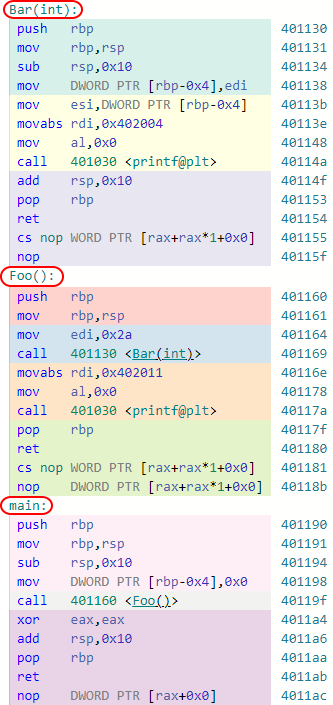 Bar(int):
push rbp 401130
mov rbp,rsp 401131
sub rsp,0x10 401134
mov DWORD PTR [rbp-0x4],edi 401138
mov esi,DWORD PTR [rbp-0x4] 40113b
movabs rdi,0x402004 40113e
mov al,0x0 401148
call 401030 <printf@plt> 40114a
add rsp,0x10 40114f
pop rbp 401153
ret 401154
cs nop WORD PTR [rax+rax*1+0x0] 401155
nop 40115f
Foo():
push rbp 401160
mov rbp,rsp 401161
mov edi,0x2a 401164
call 401130 <Bar(int)> 401169
movabs rdi,0x402011 40116e
mov al,0x0 401178
call 401030 <printf@plt> 40117a
pop rbp 40117f
ret 401180
cs nop WORD PTR [rax+rax*1+0x0] 401181
nop DWORD PTR [rax+rax*1+0x0] 40118b
main:
push rbp 401190
mov rbp,rsp 401191
sub rsp,0x10 401194
mov DWORD PTR [rbp-0x4],0x0 401198
call 401160 <Foo()> 40119f
xor eax,eax 4011a4
add rsp,0x10 4011a6
pop rbp 4011aa
ret 4011ab
nop DWORD PTR [rax+0x0] 4011ac